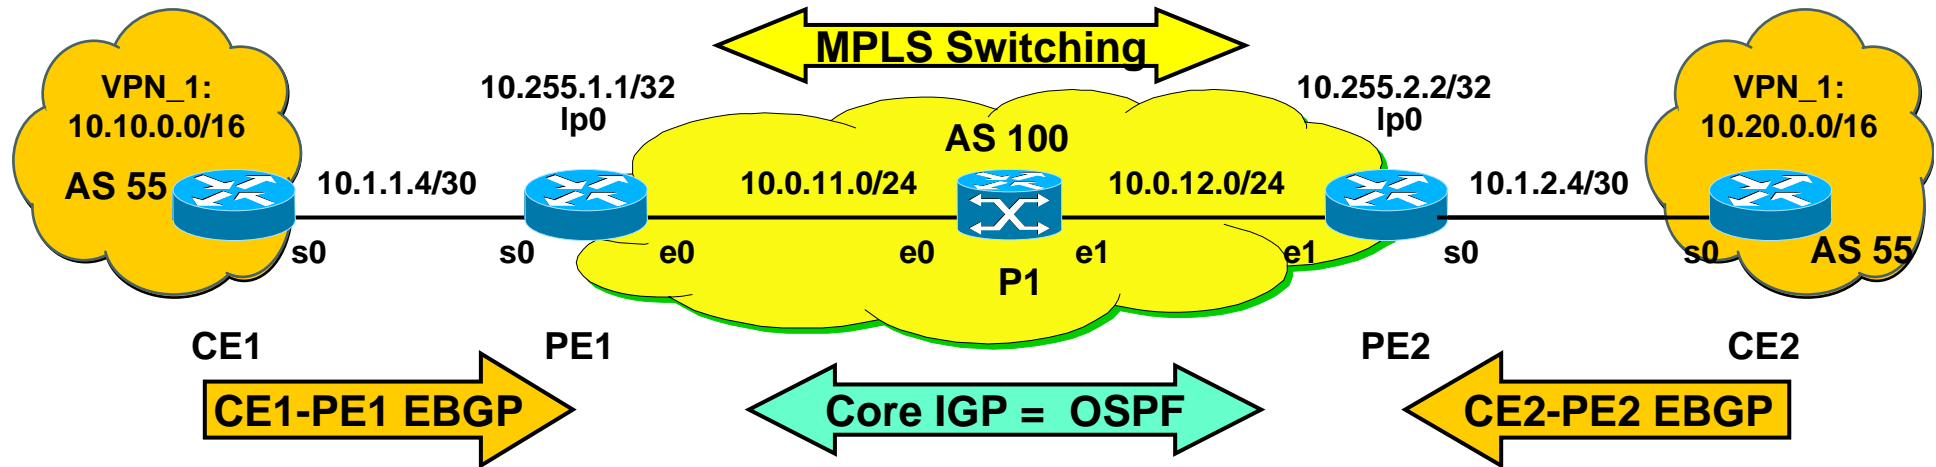 MPLS Switching
VPN_1:
10.10.0.0/16
AS 55
10.255.1.1/32
lp0
10.255.2.2/32
lp0
VPN_1:
10.20.0.0/16
AS 100
10.1.1.4/30
10.0.11.0/24
10.0.12.0/24
10.1.2.4/30
s0
s0
e0
e0
e1
e1
s0
s0
AS 55
P1
CE1
PE1
PE2
CE2
CE1-PE1 EBGP
Core IGP = OSPF
CE2-PE2 EBGP